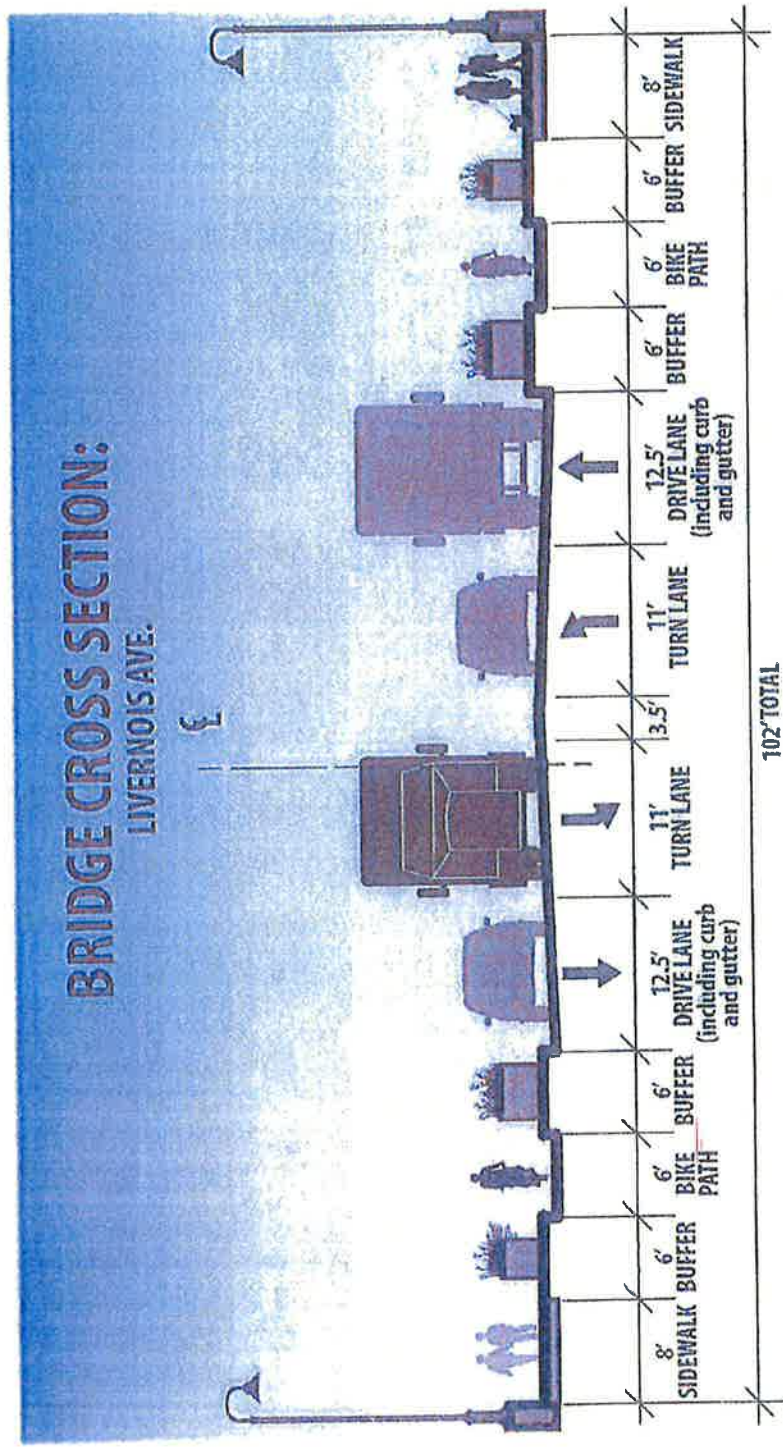 BRIDGE CROSS SECTION:
LIVERNOIS AVE.
℄
8'
SIDEWALK
6'
BUFFER
6'
BIKE
PATH
6'
BUFFER
12.5'
DRIVE LANE
(including curb
and gutter)
11'
TURN LANE
3.5'
11'
TURN LANE
12.5'
DRIVE LANE
(including curb
and gutter)
6'
BUFFER
6'
BIKE
PATH
6'
BUFFER
8'
SIDEWALK
102' TOTAL